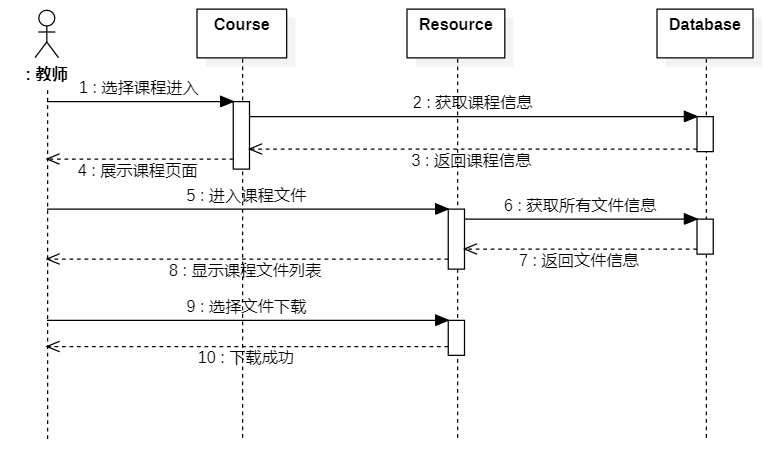 Course
Resource
Database
: 教师
1 : 选择课程进入
2 : 获取课程信息
3 : 返回课程信息
4 : 展示课程页面
5 : 进入课程文件
6 : 获取所有文件信息
7 : 返回文件信息
8 : 显示课程文件列表
9 : 选择文件下载
10 : 下载成功